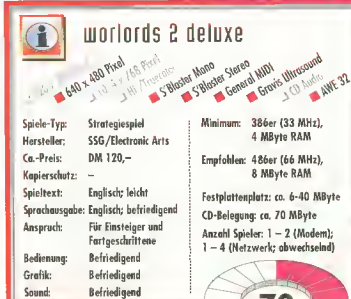 worlords 2 deluxe
640 x 480 Pixel
S'Blaster Mono
S'Blaster Stereo
General MIDI
Gravis Ultrasound
CD Audio
AWE 32
Spiele-Typ: Strategiespiel
Hersteller: SSG/Electronic Arts
Ca.-Preis: DM 120,–
Kapierschutz: –
Spieltext: Englisch; leicht
Sprachausgabe: Englisch; befriedigend
Anspruch: Für Einsteiger und
Fortgeschrittene
Bedienung: Befriedigend
Grafik: Befriedigend
Sound: Befriedigend
Minimum: 386er (33 MHz),
4 MByte RAM
Empfohlen: 486er (66 MHz),
8 MByte RAM
Festplattenplatz: ca. 6-40 MByte
CD-Belegung: ca. 70 MByte
Anzahl Spieler: 1 – 2 (Modem);
1 – 4 (Netzwerk; abwechselnd)